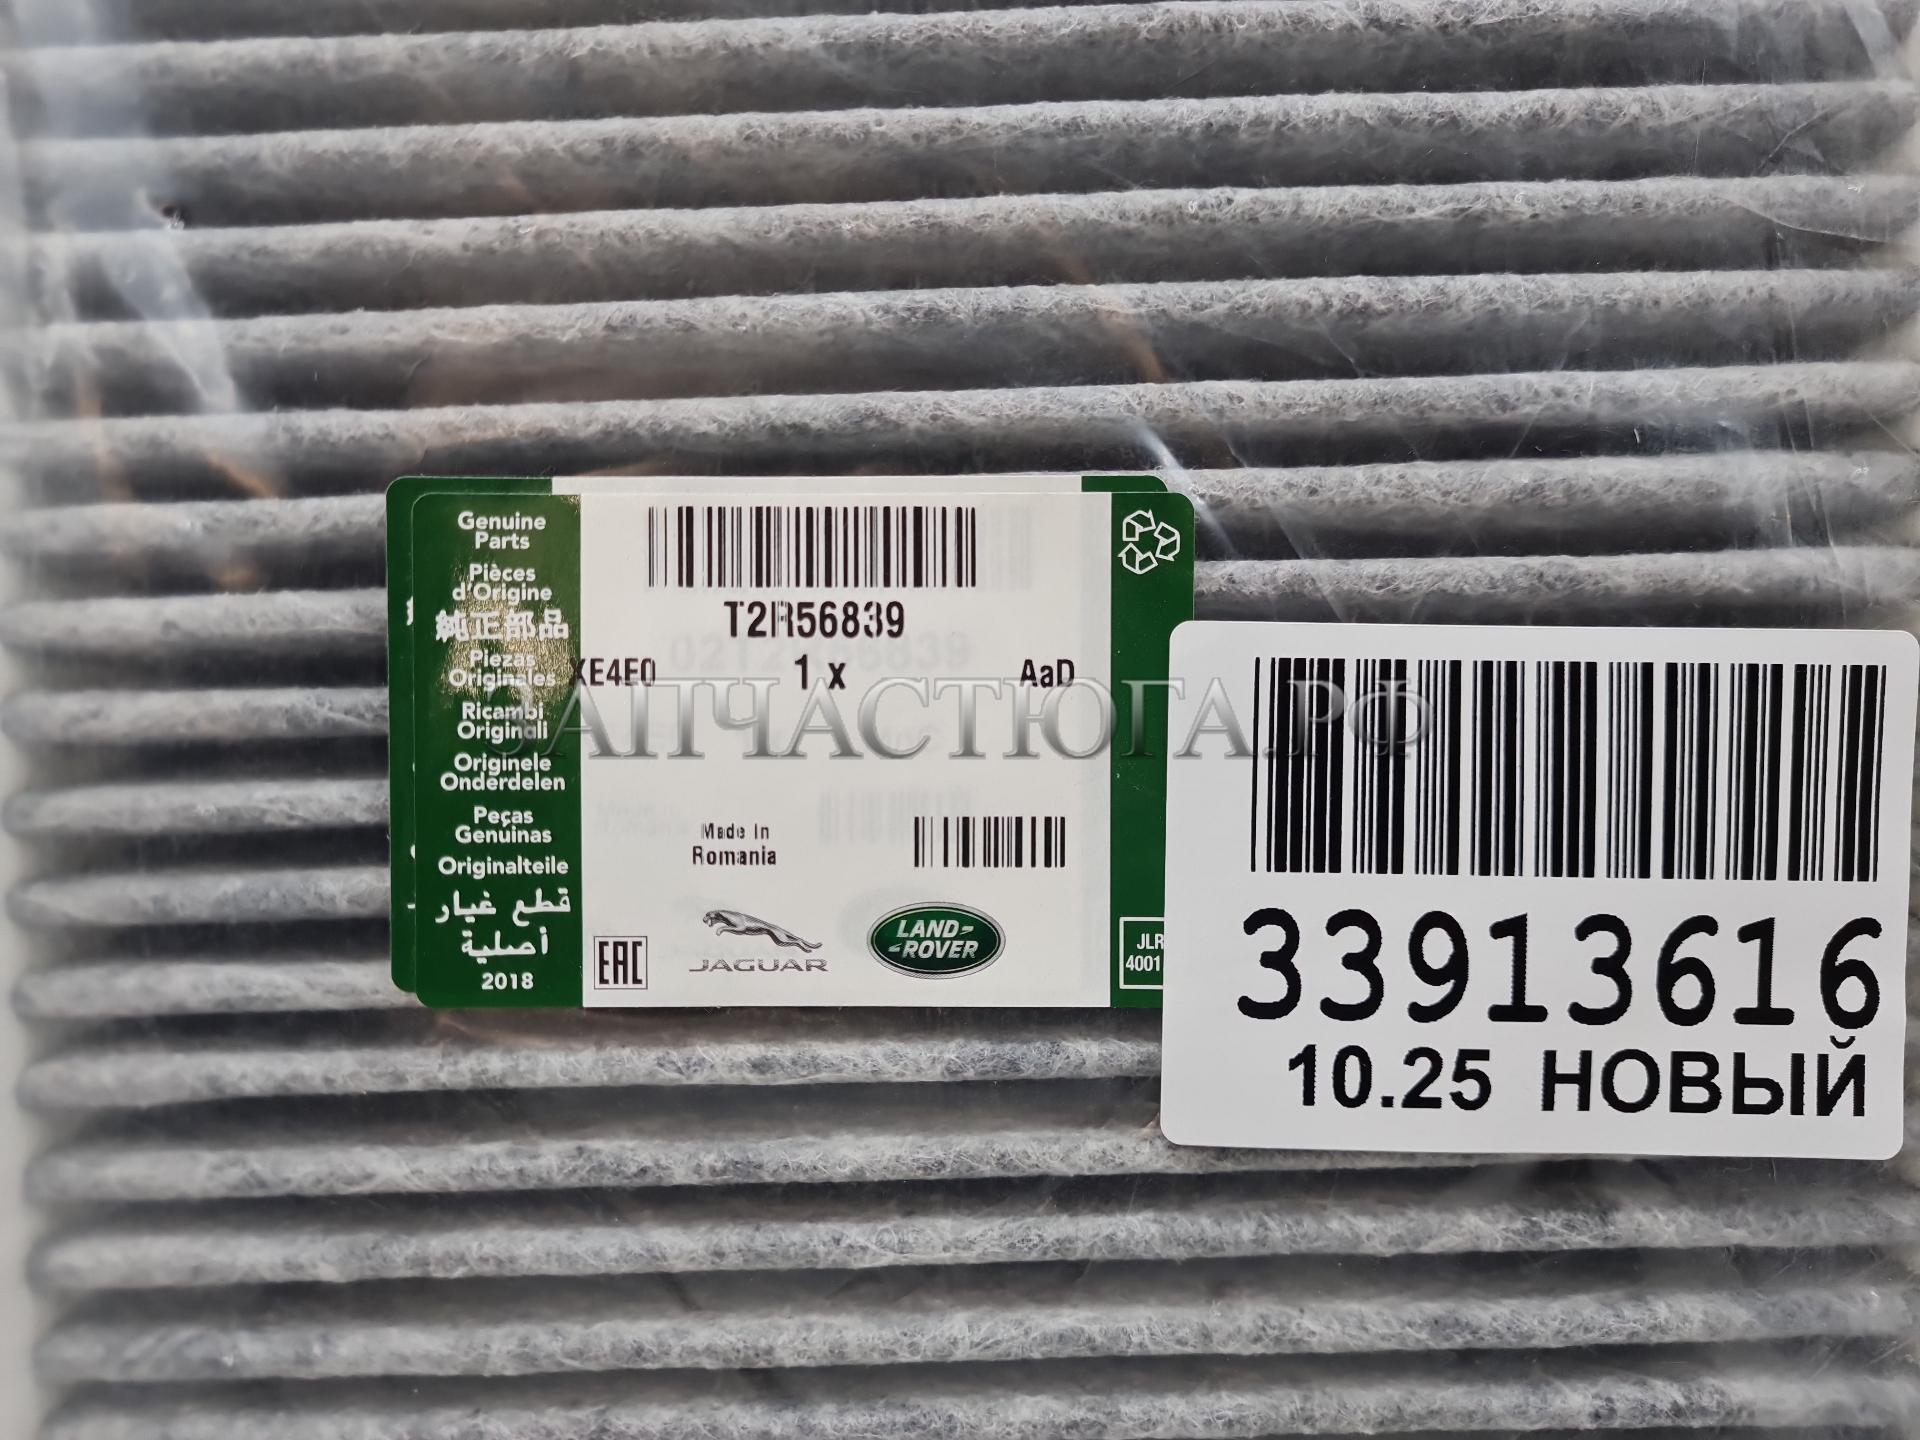 Genuine
Parts
Pièces
d'Origine
純正部品
Piezas
Originales
Ricambi
Originali
Originele
Onderdelen
Peças
Genuinas
Originalteile
قطع غيار
أصلية
2018
T2R56839
XE4E0 1 x AaD
ЗАПЧАСТЮГА.РФ
Made In
Romania
EAC
JAGUAR
LAND-
-ROVER
JLR
4001
33913616
10.25 НОВЫЙ